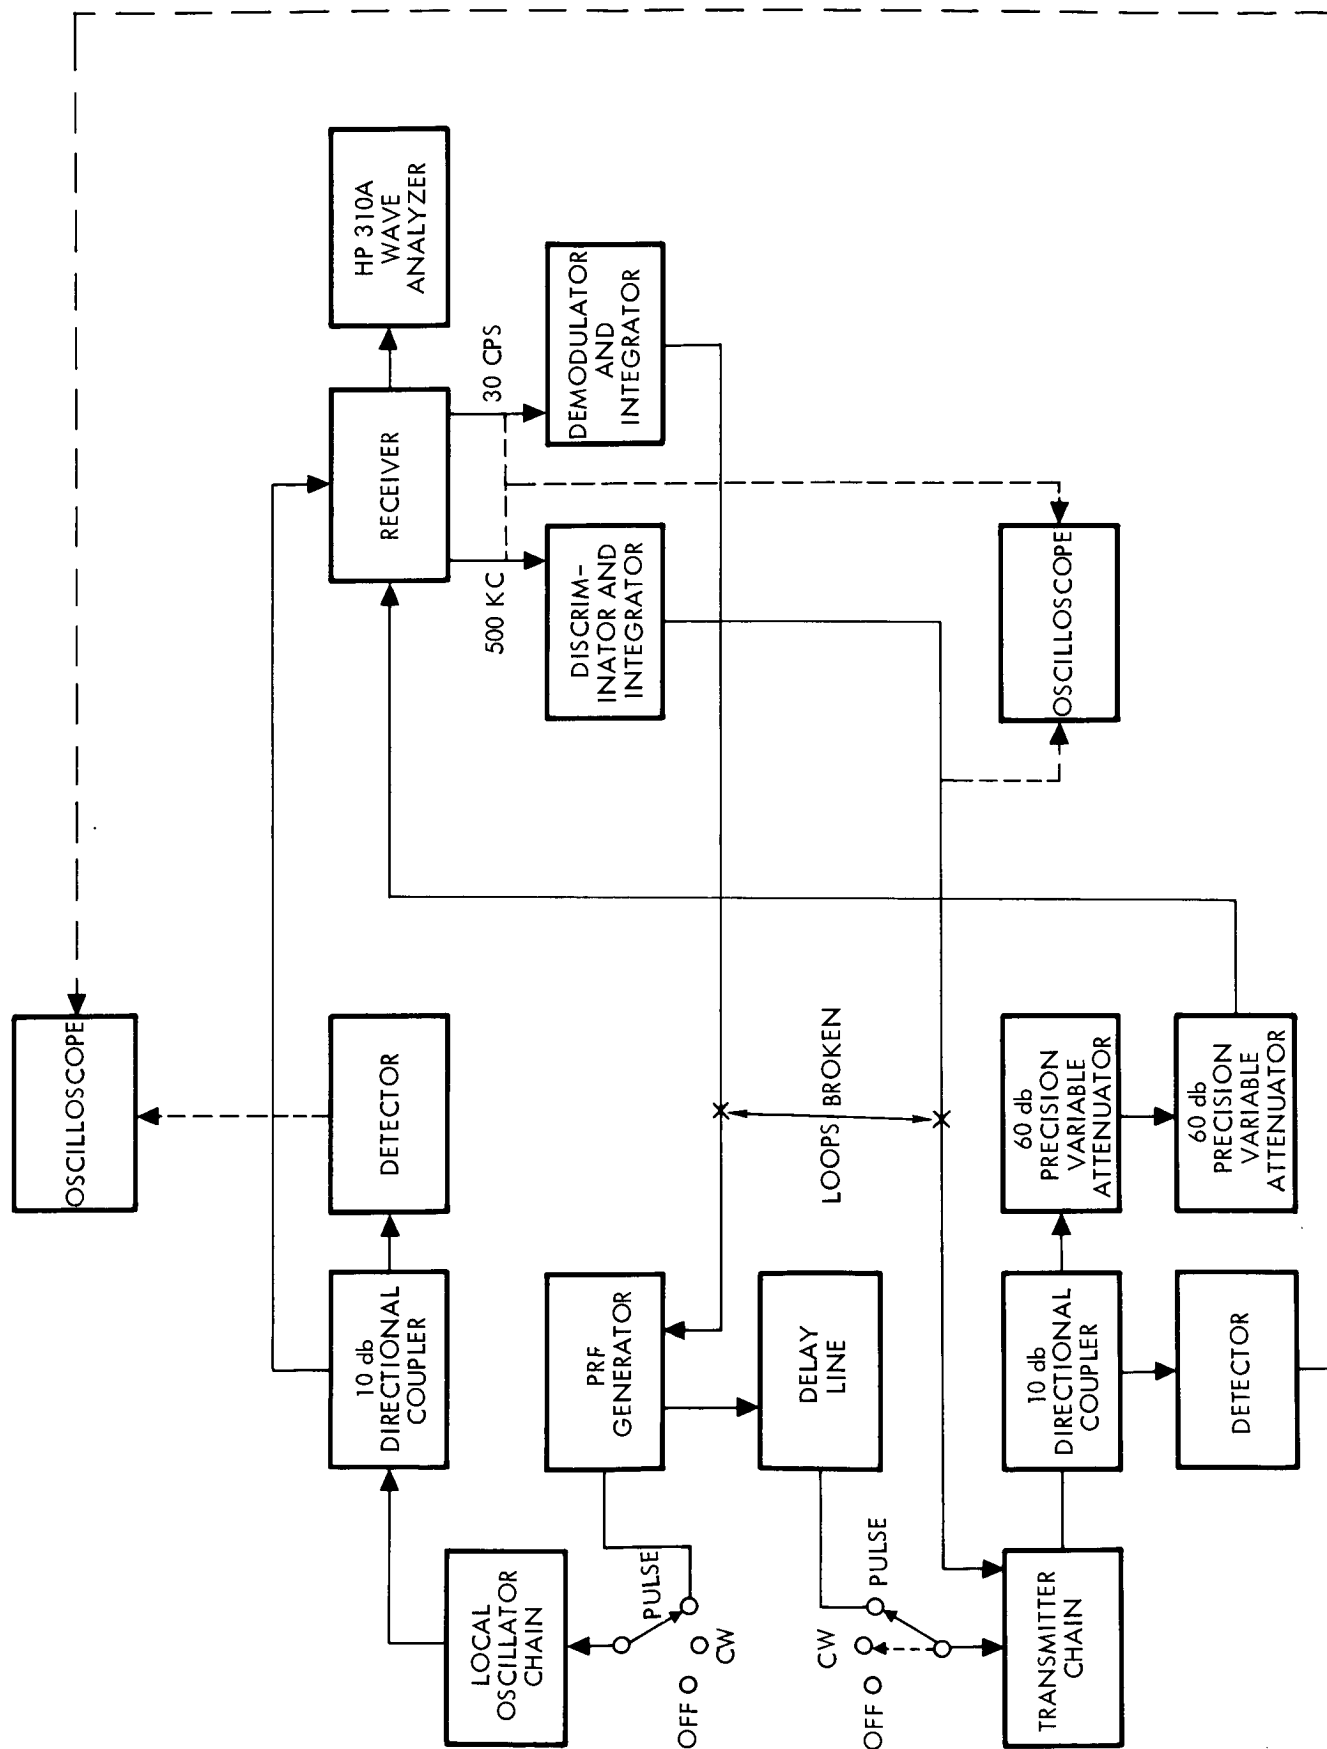 LOCAL
OSCILLATOR
CHAIN
10 db
DIRECTIONAL
COUPLER
DETECTOR
OSCILLOSCOPE
RECEIVER
HP 310A
WAVE
ANALYZER
500 KC
30 CPS
DISCRIM-
INATOR AND
INTEGRATOR
DEMODULATOR
AND
INTEGRATOR
PULSE
CW
OFF
PRF
GENERATOR
DELAY
LINE
LOOPS BROKEN
OSCILLOSCOPE
PULSE
CW
OFF
TRANSMITTER
CHAIN
10 db
DIRECTIONAL
COUPLER
60 db
PRECISION
VARIABLE
ATTENUATOR
DETECTOR
60 db
PRECISION
VARIABLE
ATTENUATOR